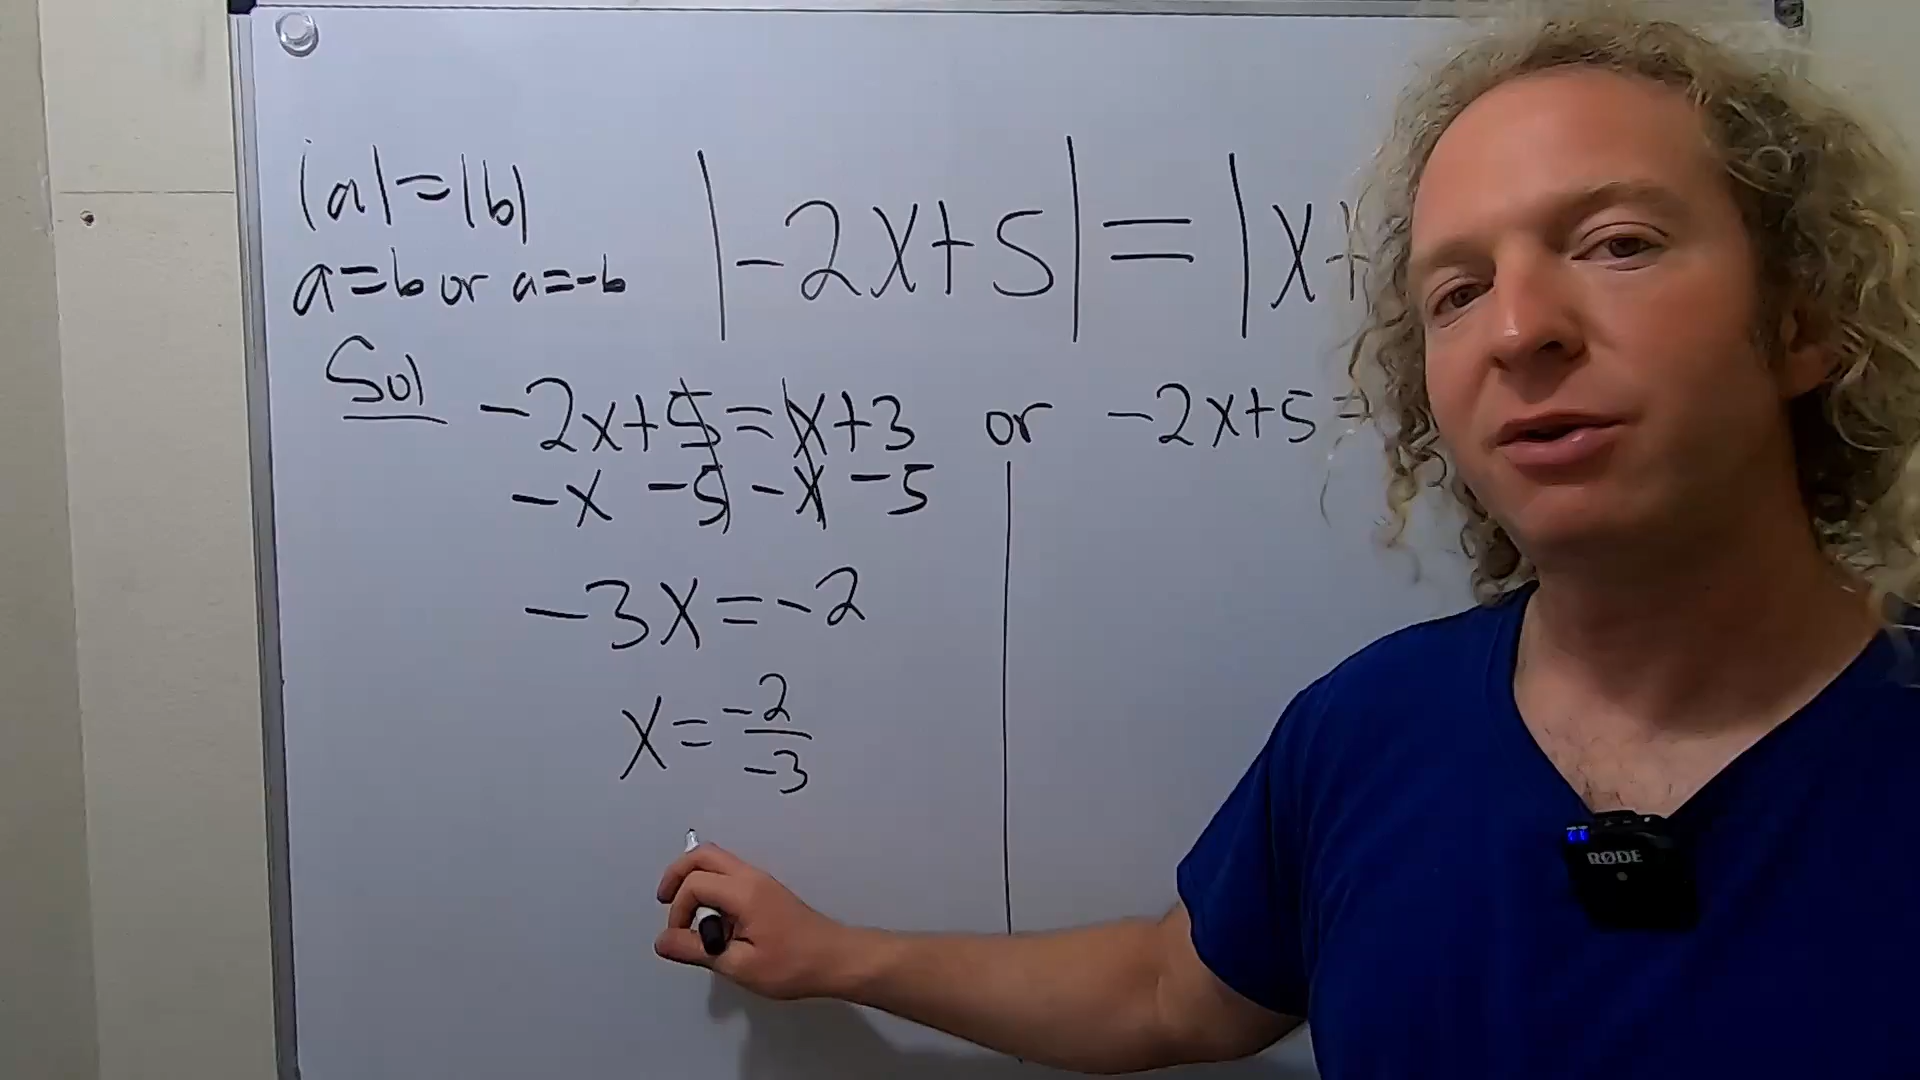 |a|=|b|
a=b or a=-b
|-2x+5|=|x+
Sol
-2x+5=x+3 or -2x+5=
-x -5 -x -5
-3x=-2
x=-2/-3
RØDE